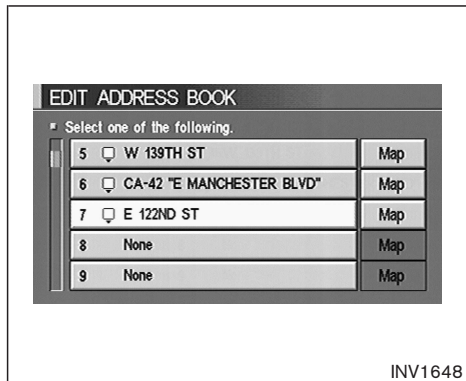 EDIT ADDRESS BOOK
Select one of the following.
5 W 139TH ST Map
6 CA-42 "E MANCHESTER BLVD" Map
7 E 122ND ST Map
8 None Map
9 None Map
INV1648